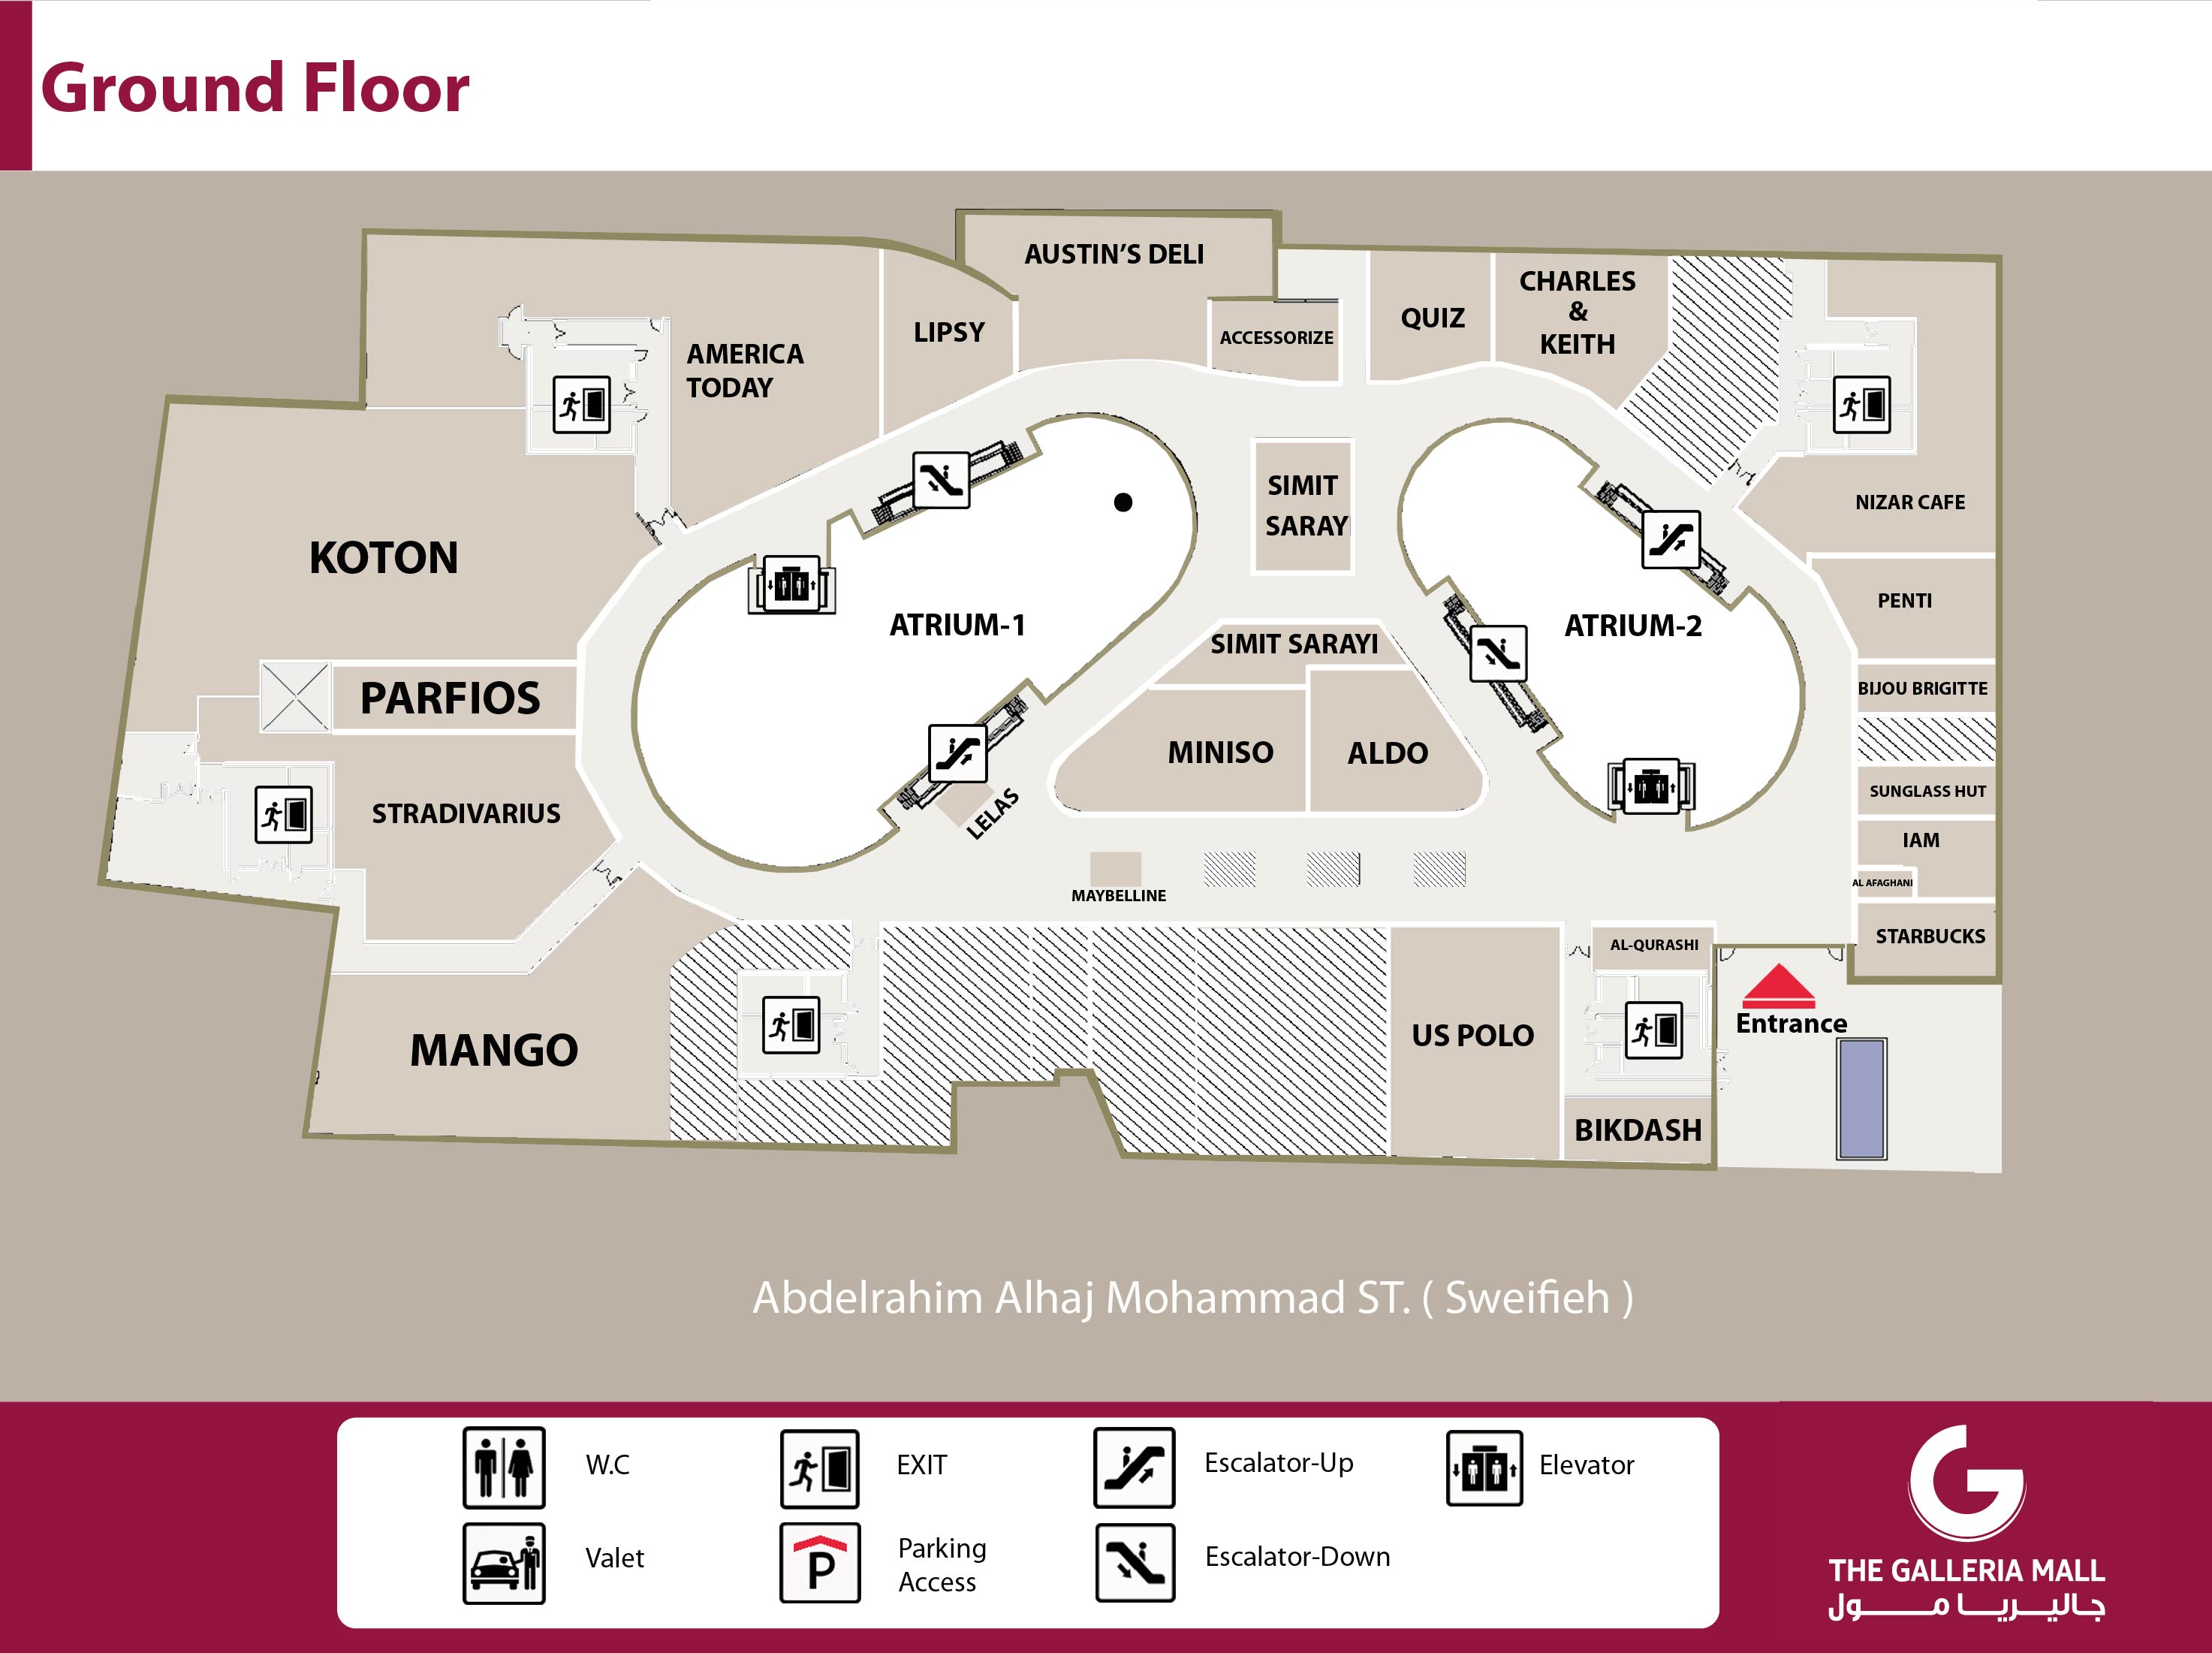 Ground Floor
AUSTIN’S DELI
LIPSY
ACCESSORIZE
QUIZ
CHARLES
&
KEITH
AMERICA
TODAY
SIMIT
SARAYI
NIZAR CAFE
KOTON
ATRIUM-1
ATRIUM-2
PENTI
SIMIT SARAYI
PARFIOS
BIJOU BRIGITTE
MINISO
ALDO
SUNGLASS HUT
STRADIVARIUS
LELAS
IAM
AL AFAGHANI
MAYBELLINE
STARBUCKS
AL-QURASHI
MANGO
US POLO
Entrance
BIKDASH
Abdelrahim Alhaj Mohammad ST. ( Sweifieh )
W.C
EXIT
Escalator-Up
Elevator
Valet
P
Parking
Access
Escalator-Down
G
THE GALLERIA MALL
جاليريا مول